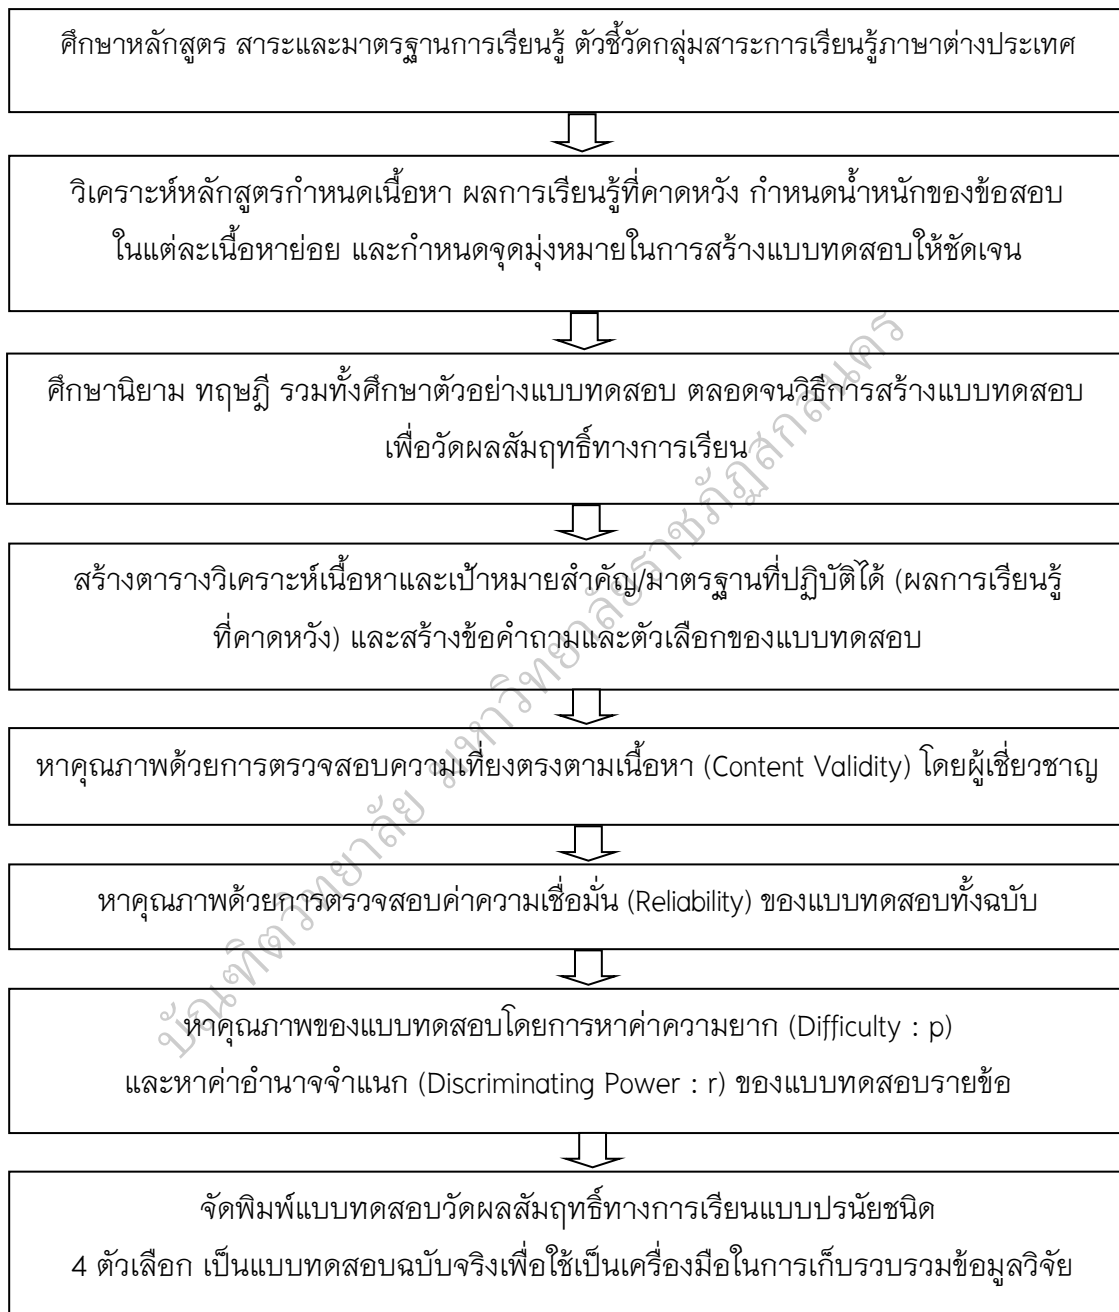 ศึกษาหลักสูตร สาระและมาตรฐานการเรียนรู้ ตัวชี้วัดกลุ่มสาระการเรียนรู้ภาษาต่างประเทศ
วิเคราะห์หลักสูตรกำหนดเนื้อหา ผลการเรียนรู้ที่คาดหวัง กำหนดน้ำหนักของข้อสอบ
ในแต่ละเนื้อหาย่อย และกำหนดจุดมุ่งหมายในการสร้างแบบทดสอบให้ชัดเจน
ศึกษานิยาม ทฤษฎี รวมทั้งศึกษาตัวอย่างแบบทดสอบ ตลอดจนวิธีการสร้างแบบทดสอบ
เพื่อวัดผลสัมฤทธิ์ทางการเรียน
สร้างตารางวิเคราะห์เนื้อหาและเป้าหมายสำคัญ/มาตรฐานที่ปฏิบัติได้ (ผลการเรียนรู้
ที่คาดหวัง) และสร้างข้อคำถามและตัวเลือกของแบบทดสอบ
หาคุณภาพด้วยการตรวจสอบความเที่ยงตรงตามเนื้อหา (Content Validity) โดยผู้เชี่ยวชาญ
หาคุณภาพด้วยการตรวจสอบค่าความเชื่อมั่น (Reliability) ของแบบทดสอบทั้งฉบับ
หาคุณภาพของแบบทดสอบโดยการหาค่าความยาก (Difficulty : p)
และหาค่าอำนาจจำแนก (Discriminating Power : r) ของแบบทดสอบรายข้อ
จัดพิมพ์แบบทดสอบวัดผลสัมฤทธิ์ทางการเรียนแบบปรนัยชนิด
4 ตัวเลือก เป็นแบบทดสอบฉบับจริงเพื่อใช้เป็นเครื่องมือในการเก็บรวบรวมข้อมูลวิจัย
บัณฑิตวิทยาลัย มหาวิทยาลัยราชภัฏสกลนคร